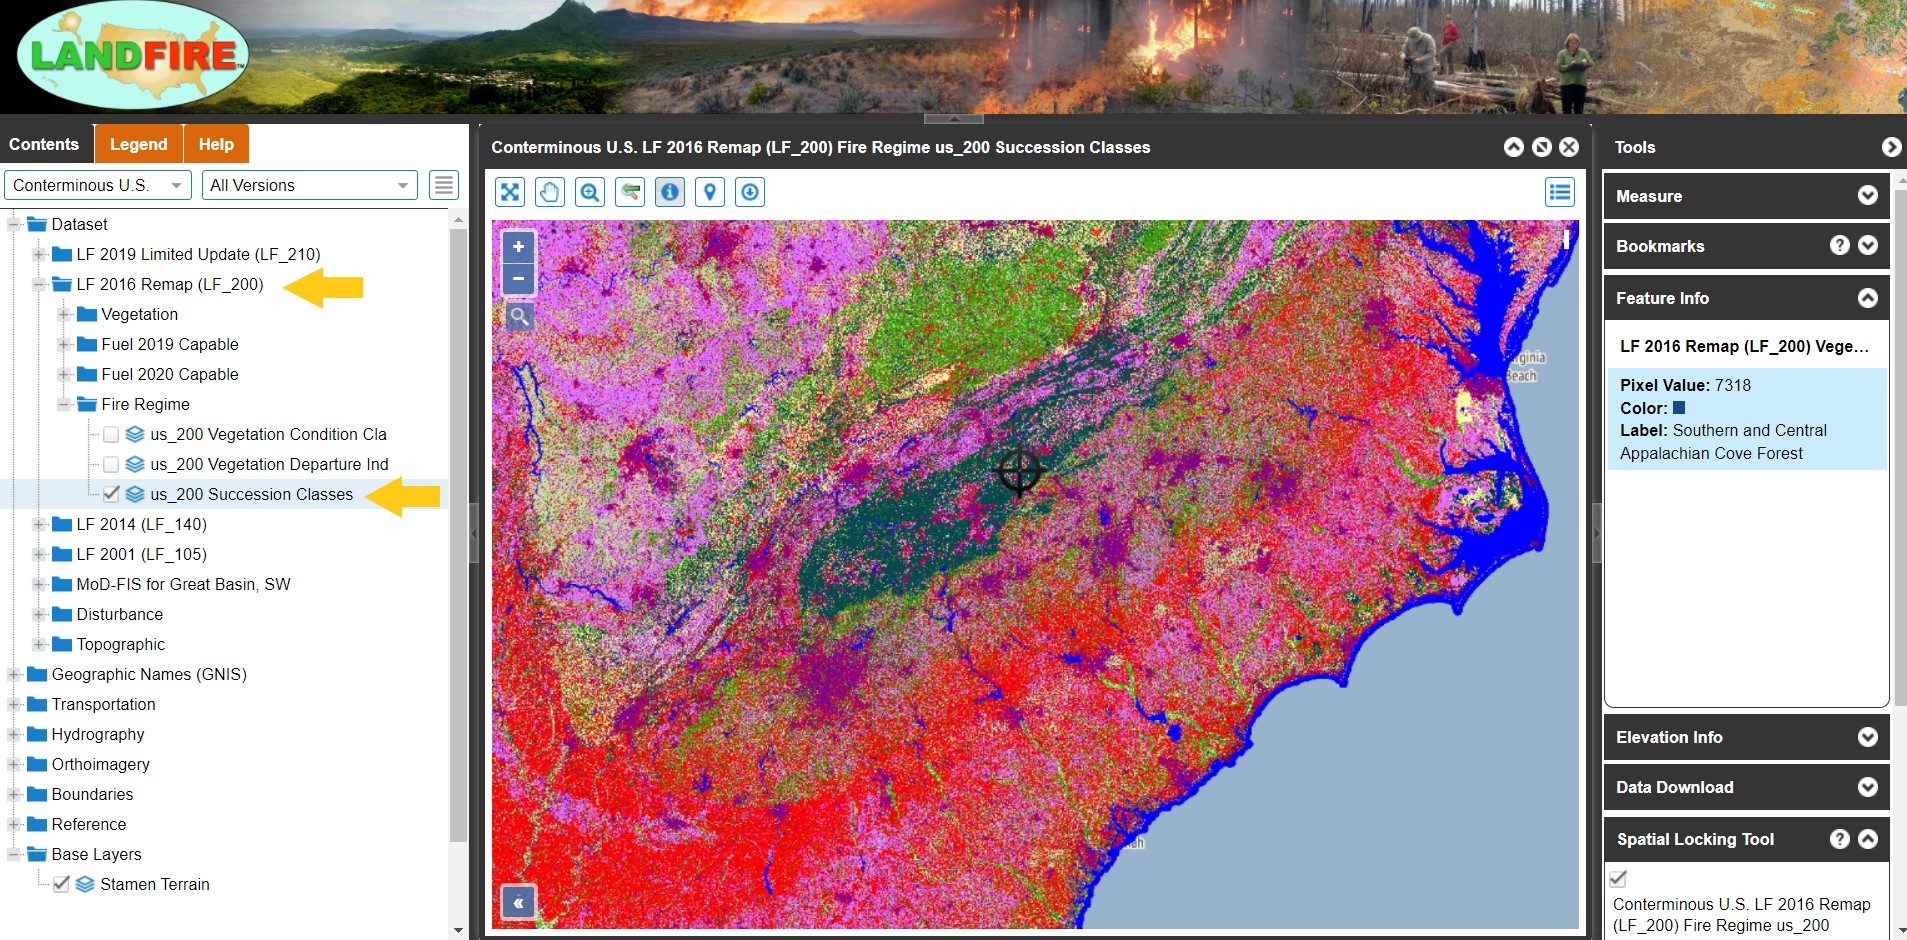 LANDFIRE
Contents
Legend
Help
Conterminous U.S.
All Versions
Dataset
LF 2019 Limited Update (LF_210)
LF 2016 Remap (LF_200)
Vegetation
Fuel 2019 Capable
Fuel 2020 Capable
Fire Regime
us_200 Vegetation Condition Cla
us_200 Vegetation Departure Ind
us_200 Succession Classes
LF 2014 (LF_140)
LF 2001 (LF_105)
MoD-FIS for Great Basin, SW
Disturbance
Topographic
Geographic Names (GNIS)
Transportation
Hydrography
Orthoimagery
Boundaries
Reference
Base Layers
Stamen Terrain
Conterminous U.S. LF 2016 Remap (LF_200) Fire Regime us_200 Succession Classes
+
−
Beach
«
Tools
Measure
Bookmarks
?
Feature Info
LF 2016 Remap (LF_200) Vege...
Pixel Value: 7318
Color:
Label: Southern and Central
Appalachian Cove Forest
Elevation Info
Data Download
Spatial Locking Tool
?
Conterminous U.S. LF 2016 Remap
(LF_200) Fire Regime us_200